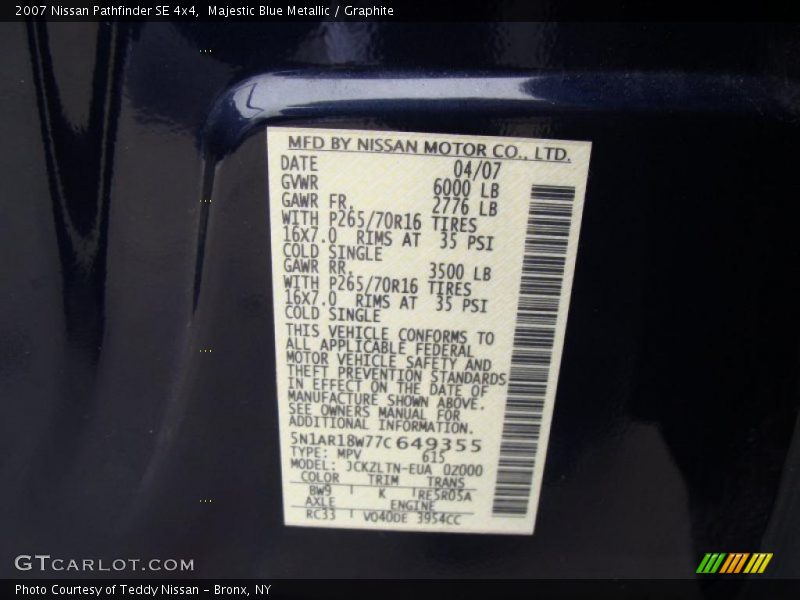 2007 Nissan Pathfinder SE 4x4, Majestic Blue Metallic / Graphite
MFD BY NISSAN MOTOR CO., LTD.
DATE 04/07
GVWR 6000 LB
GAWR FR. 2776 LB
WITH P265/70R16 TIRES
16X7.0 RIMS AT 35 PSI
COLD SINGLE
GAWR RR. 3500 LB
WITH P265/70R16 TIRES
16X7.0 RIMS AT 35 PSI
COLD SINGLE
THIS VEHICLE CONFORMS TO
ALL APPLICABLE FEDERAL
MOTOR VEHICLE SAFETY AND
THEFT PREVENTION STANDARDS
IN EFFECT ON THE DATE OF
MANUFACTURE SHOWN ABOVE.
SEE OWNERS MANUAL FOR
ADDITIONAL INFORMATION.
5N1AR18W77C649355
TYPE: MPV 615
MODEL: JCKZLTN-EUA 0Z000
COLOR TRIM TRANS
BW9 K RE5R05A
AXLE ENGINE
RC33 VQ40DE 3954CC
GTCARLOT.COM
Photo Courtesy of Teddy Nissan - Bronx, NY